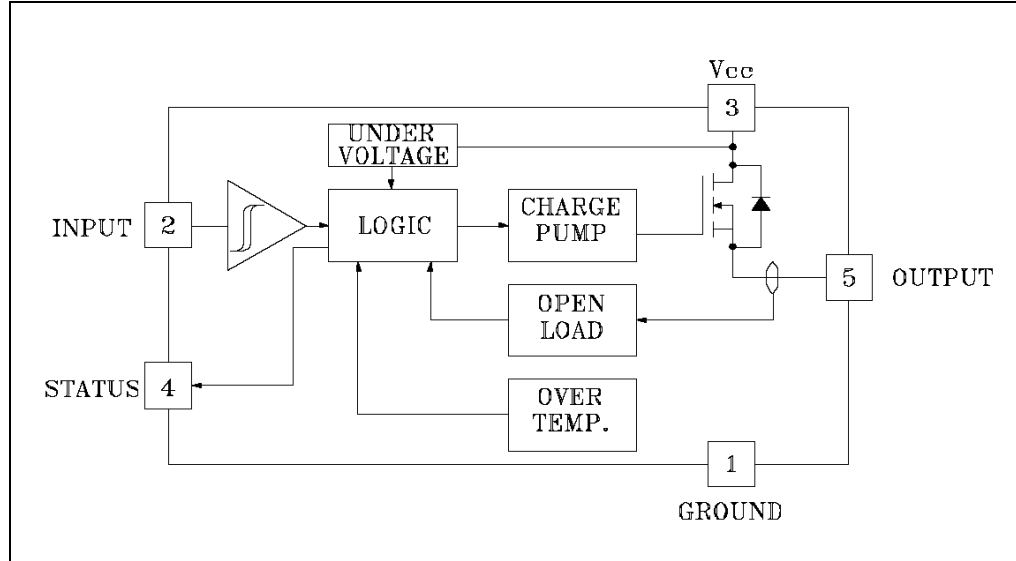 Vcc
3
UNDER
VOLTAGE
INPUT
2
LOGIC
CHARGE
PUMP
5
OUTPUT
OPEN
LOAD
STATUS
4
OVER
TEMP.
1
GROUND